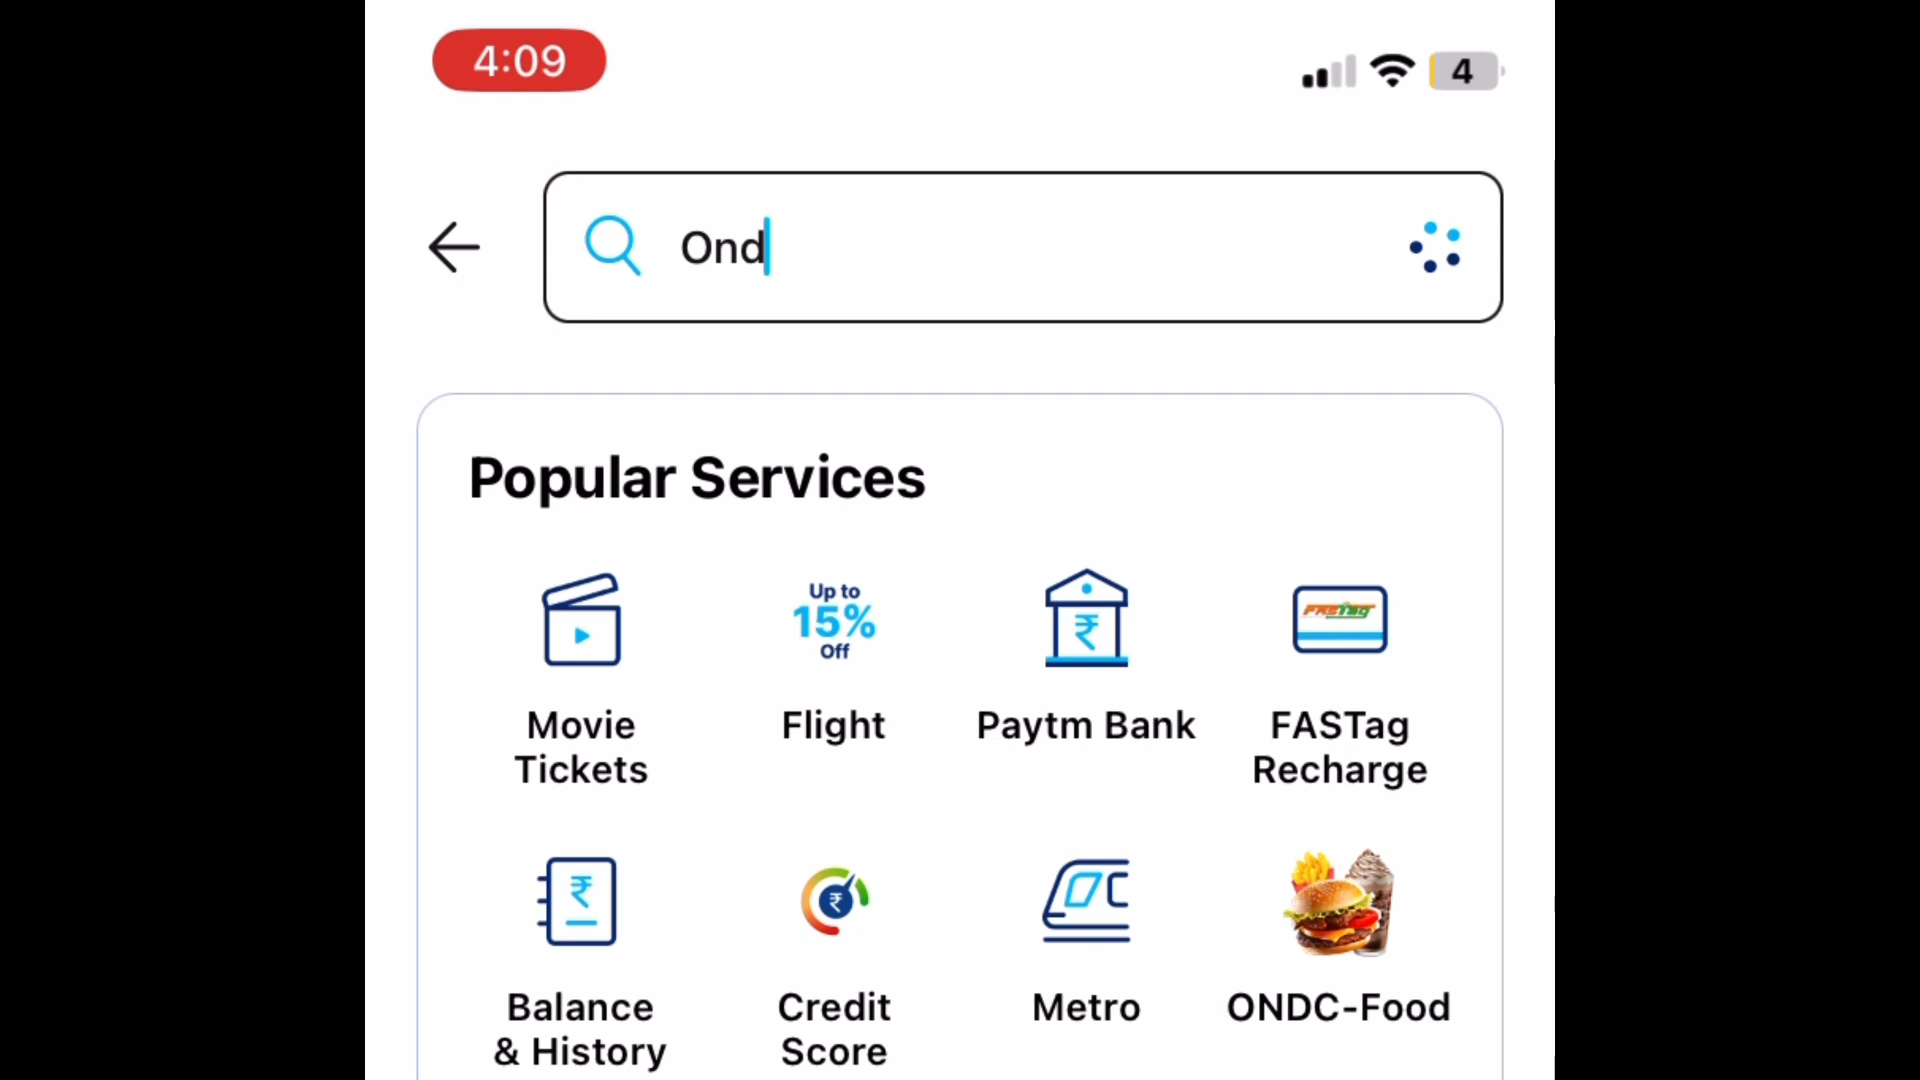 4:09
4
Ond
Popular Services
Up to
15%
Off
FASTag
Movie
Tickets
Flight
Paytm Bank
FASTag
Recharge
₹
Balance
& History
Credit
Score
Metro
ONDC-Food